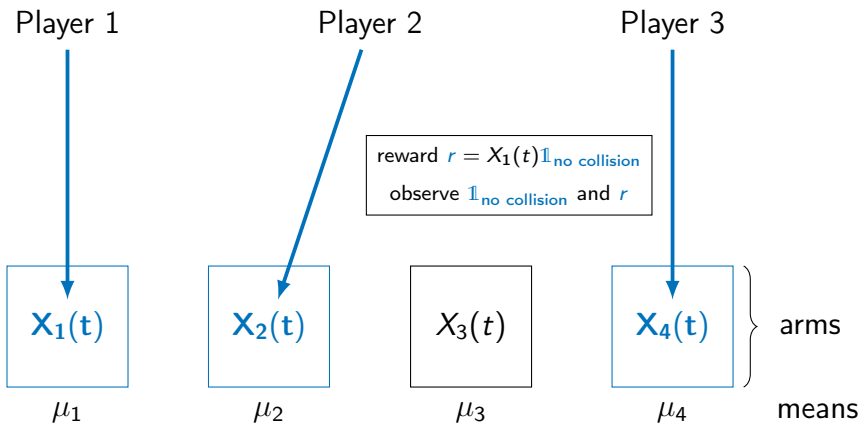 Player 1 Player 2 Player 3
reward r = X₁(t)𝟙no collision
observe 𝟙no collision and r
X₁(t) X₂(t) X₃(t) X₄(t) arms
μ₁ μ₂ μ₃ μ₄ means